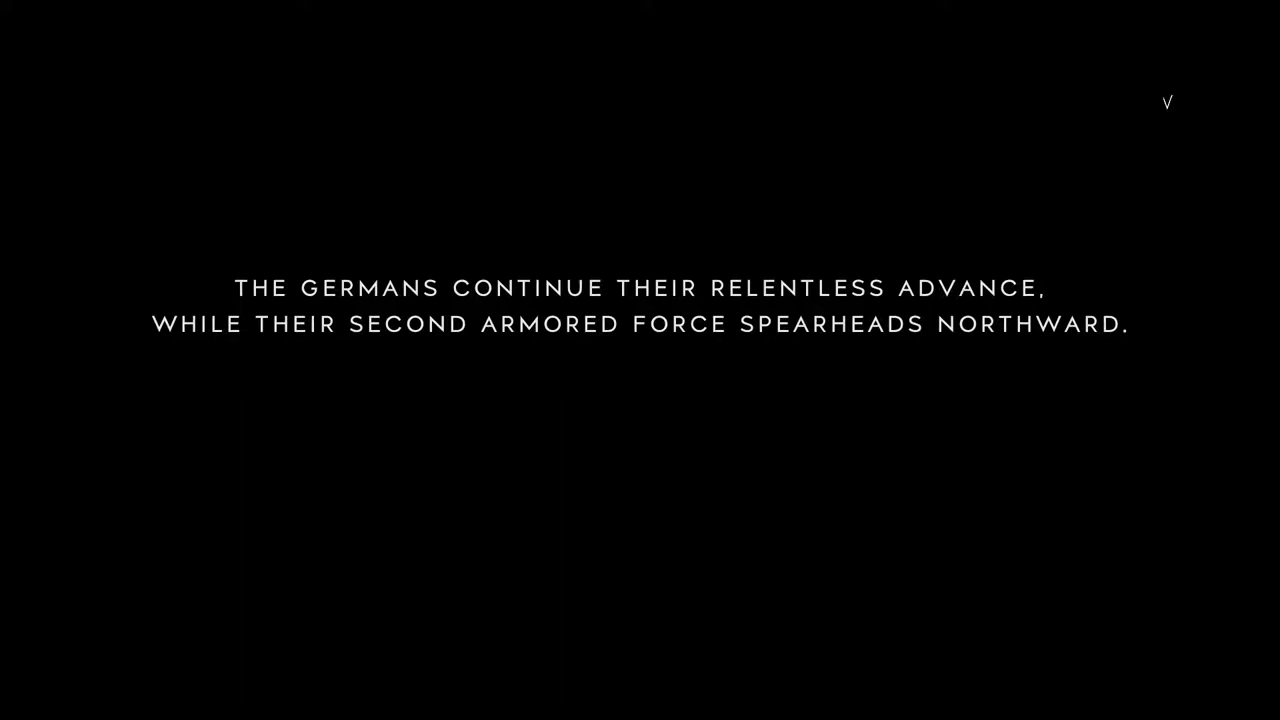 V
THE GERMANS CONTINUE THEIR RELENTLESS ADVANCE,
WHILE THEIR SECOND ARMORED FORCE SPEARHEADS NORTHWARD.